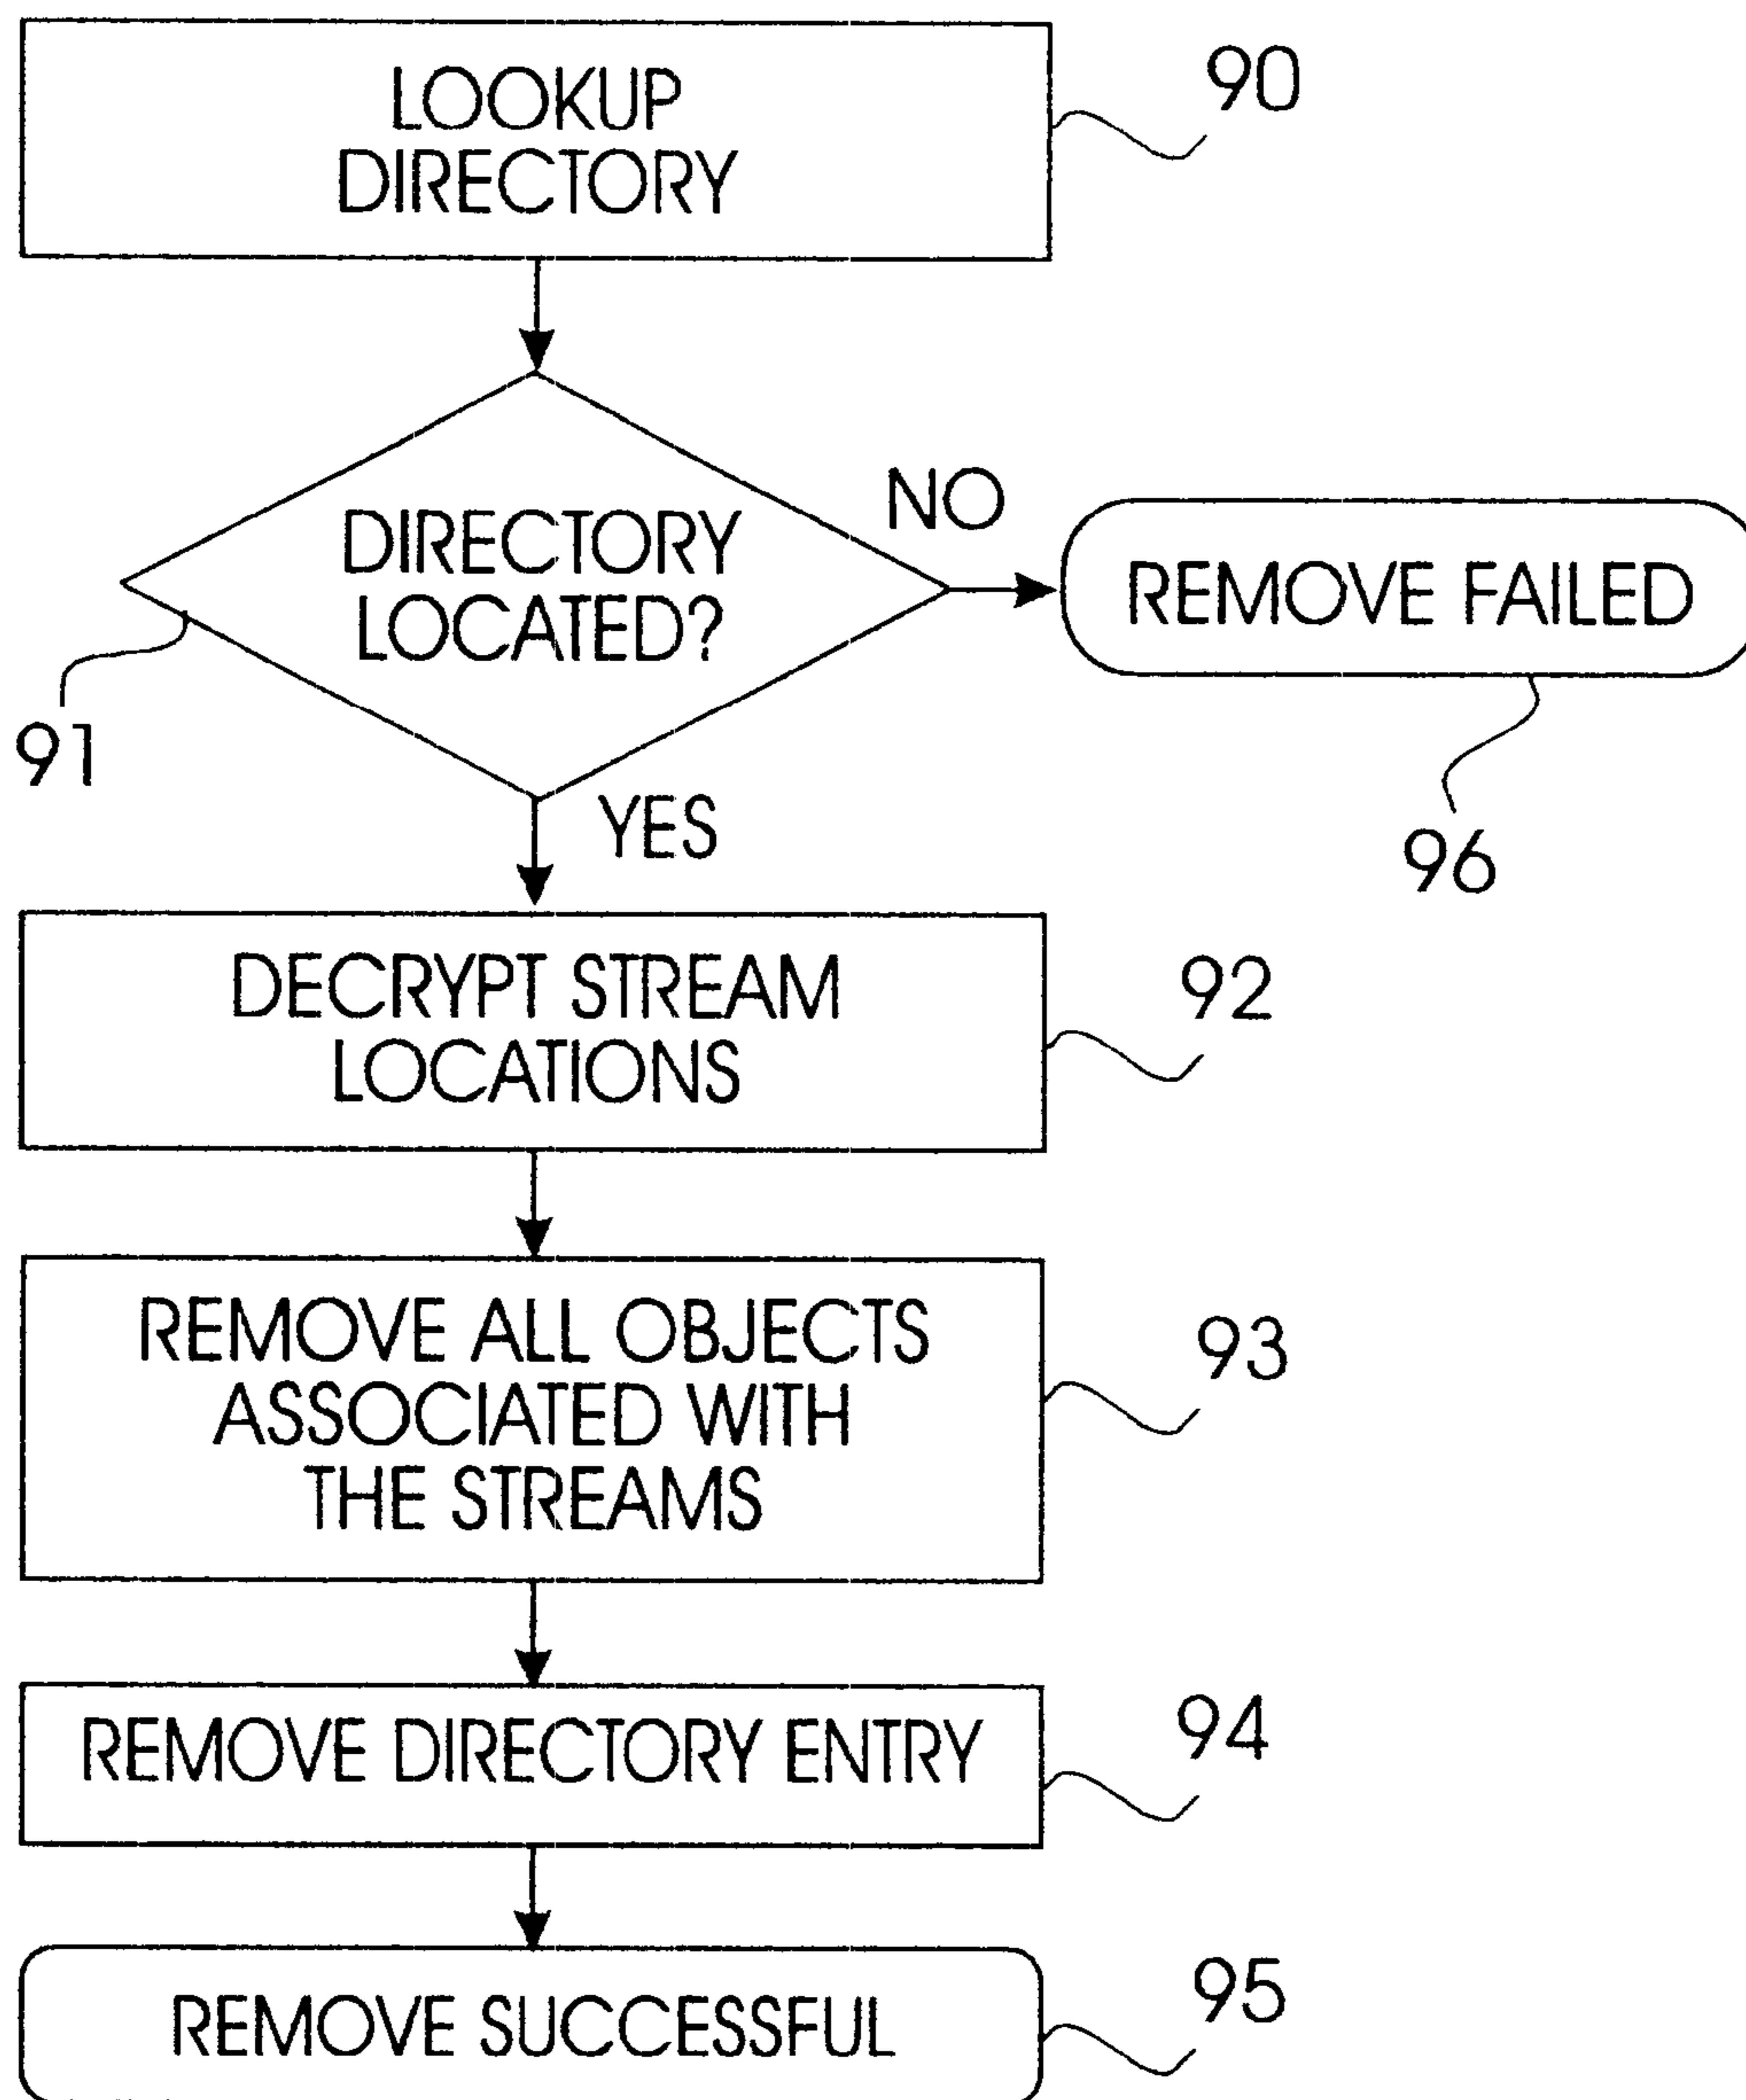 LOOKUP
DIRECTORY
90
DIRECTORY
LOCATED?
NO
REMOVE FAILED
91
YES
96
DECRYPT STREAM
LOCATIONS
92
REMOVE ALL OBJECTS
ASSOCIATED WITH
THE STREAMS
93
REMOVE DIRECTORY ENTRY
94
REMOVE SUCCESSFUL
95